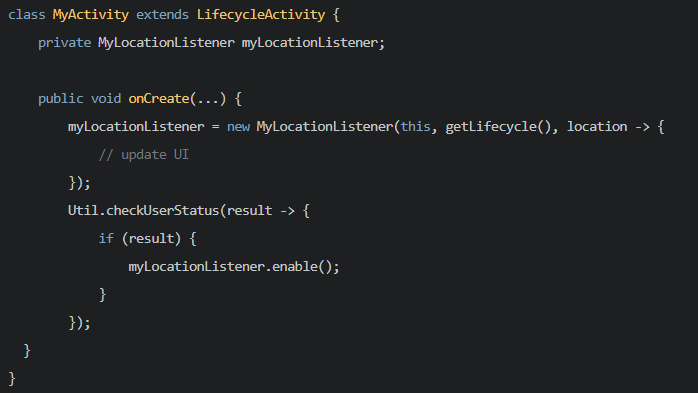 class MyActivity extends LifecycleActivity {
    private MyLocationListener myLocationListener;

    public void onCreate(...) {
        myLocationListener = new MyLocationListener(this, getLifecycle(), location -> {
            // update UI
        });
        Util.checkUserStatus(result -> {
            if (result) {
                myLocationListener.enable();
            }
        });
  }
}